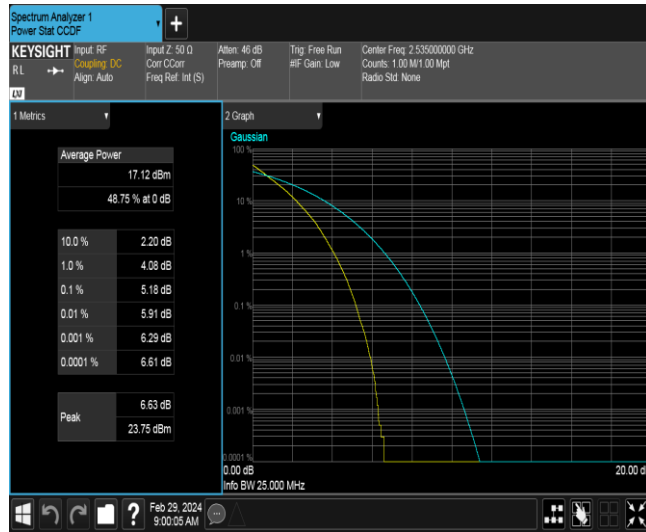 Spectrum Analyzer 1
Power Stat CCDF
KEYSIGHT
RL
LXI
Input: RF
Coupling: DC
Align: Auto
Input Z: 50 Ω
Corr CCorr
Freq Ref: Int (S)
Atten: 46 dB
Preamp: Off
Trig: Free Run
#IF Gain: Low
Center Freq: 2.535000000 GHz
Counts: 1.00 M/1.00 Mpt
Radio Std: None
1 Metrics
Average Power
17.12 dBm
48.75 % at 0 dB
10.0 % 2.20 dB
1.0 % 4.08 dB
0.1 % 5.18 dB
0.01 % 5.91 dB
0.001 % 6.29 dB
0.0001 % 6.61 dB
Peak
6.63 dB
23.75 dBm
2 Graph
Gaussian
100 %
10 %
1 %
0.1 %
0.01 %
0.001 %
0.0001 %
0.00 dB
20.00 d
Info BW 25.000 MHz
?
Feb 29, 2024
9:00:05 AM